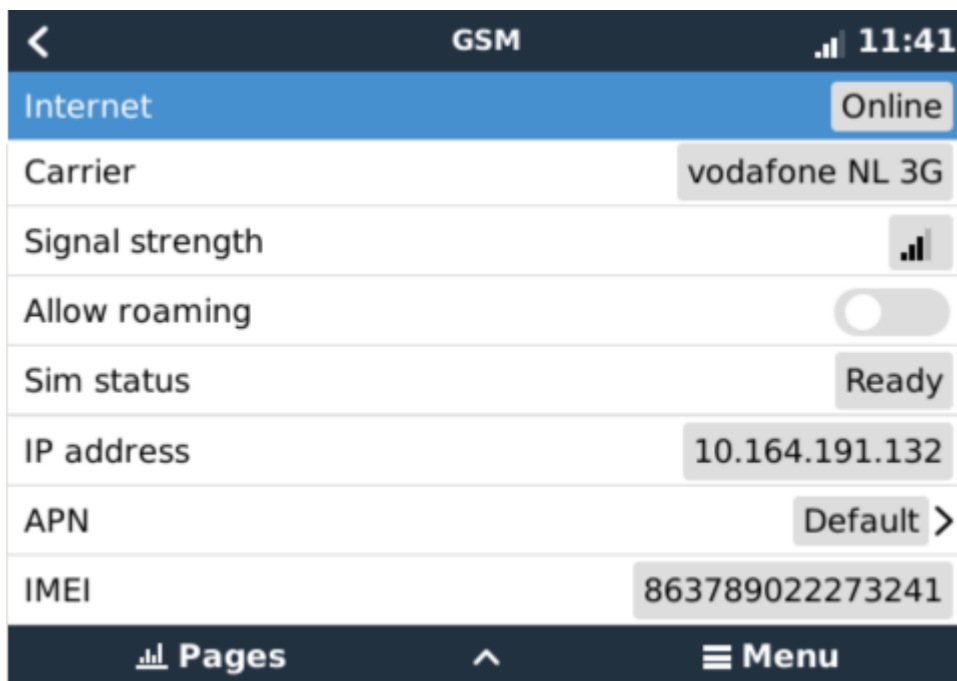 GSM 11:41
Internet Online
Carrier vodafone NL 3G
Signal strength
Allow roaming
Sim status Ready
IP address 10.164.191.132
APN Default
IMEI 863789022273241
Pages Menu